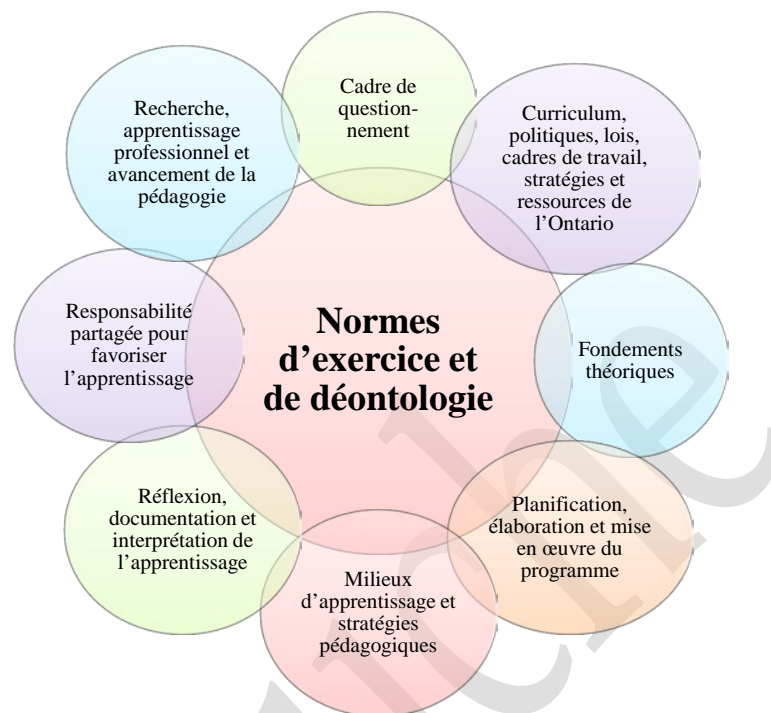 Cadre de
question-
nement
Curriculum,
politiques, lois,
cadres de travail,
stratégies et
ressources de
l’Ontario
Fondements
théoriques
Planification,
élaboration et mise
en œuvre du
programme
Milieux
d’apprentissage et
stratégies
pédagogiques
Réflexion,
documentation et
interprétation de
l’apprentissage
Responsabilité
partagée pour
favoriser
l’apprentissage
Recherche,
apprentissage
professionnel et
avancement de la
pédagogie
Normes
d’exercice et
de déontologie